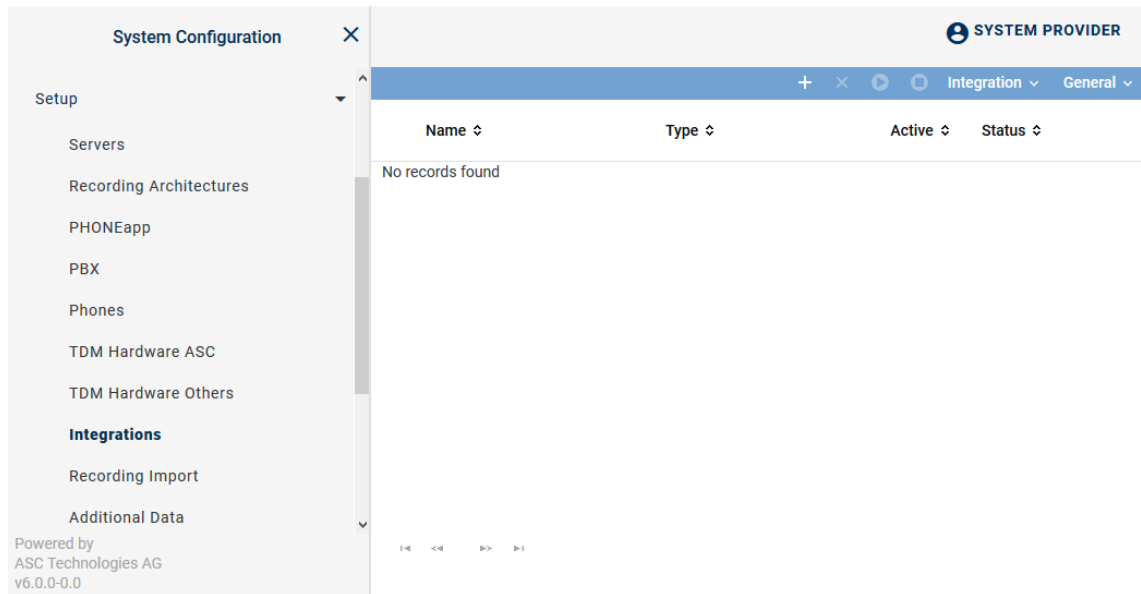 System Configuration
SYSTEM PROVIDER
Integration
General
Setup
Name
Type
Active
Status
No records found
Servers
Recording Architectures
PHONEapp
PBX
Phones
TDM Hardware ASC
TDM Hardware Others
Integrations
Recording Import
Additional Data
Powered by
ASC Technologies AG
v6.0.0-0.0